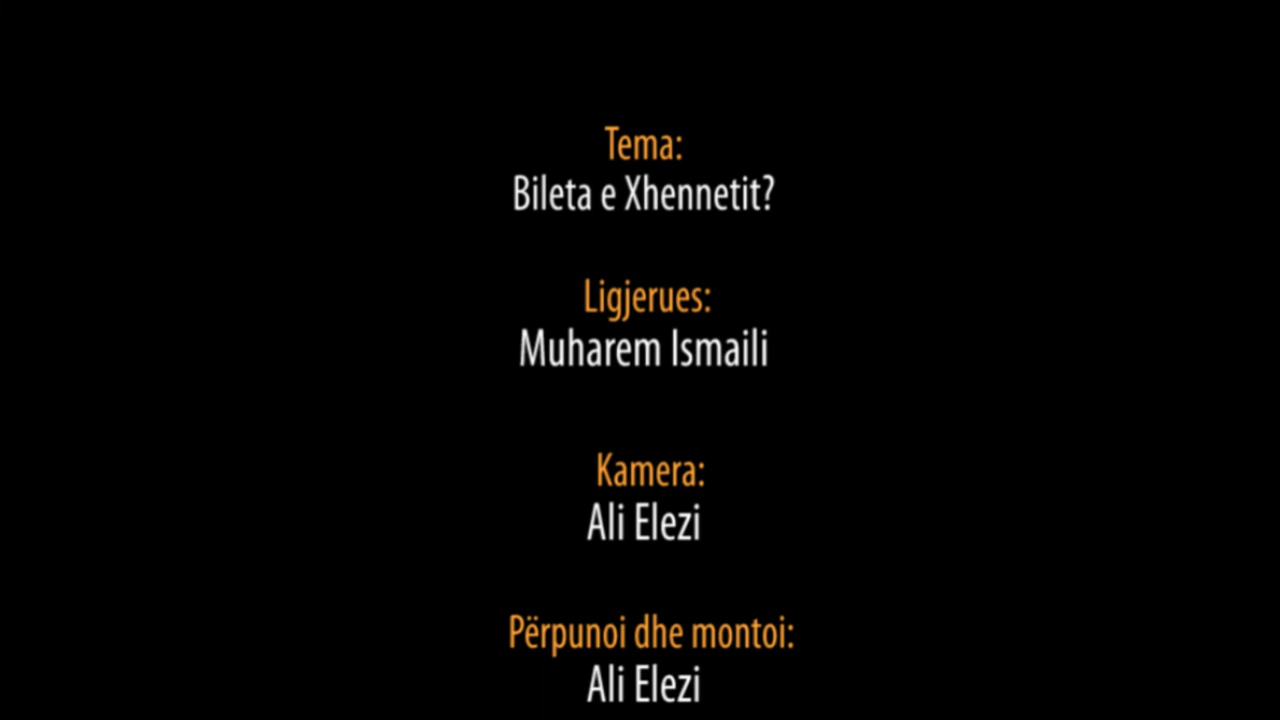 Tema:
Bileta e Xhennetit?
Ligjerues:
Muharem Ismaili
Kamera:
Ali Elezi
Përpunoi dhe montoi:
Ali Elezi